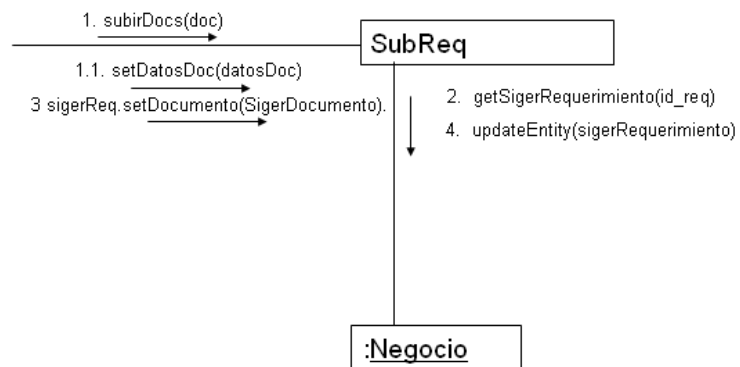 1. subirDocs(doc)
SubReq
1.1. setDatosDoc(datosDoc)
3 sigerReq.setDocumento(SigerDocumento).
2. getSigerRequerimiento(id_req)
4. updateEntity(sigerRequerimiento)
:Negocio